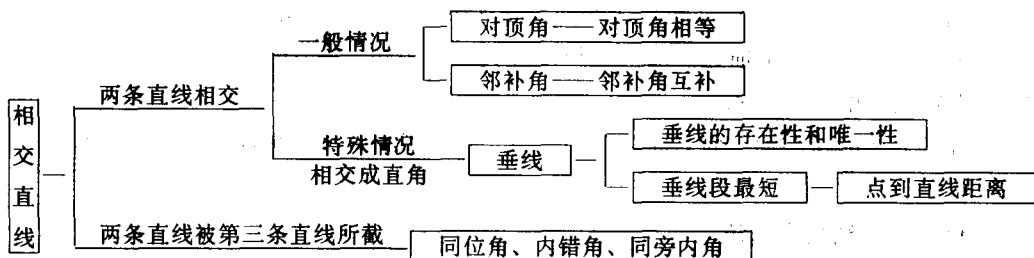 相交直线
两条直线相交
一般情况
对顶角——对顶角相等
邻补角——邻补角互补
特殊情况
相交成直角
垂线
垂线的存在性和唯一性
垂线段最短
点到直线距离
两条直线被第三条直线所截
同位角、内错角、同旁内角